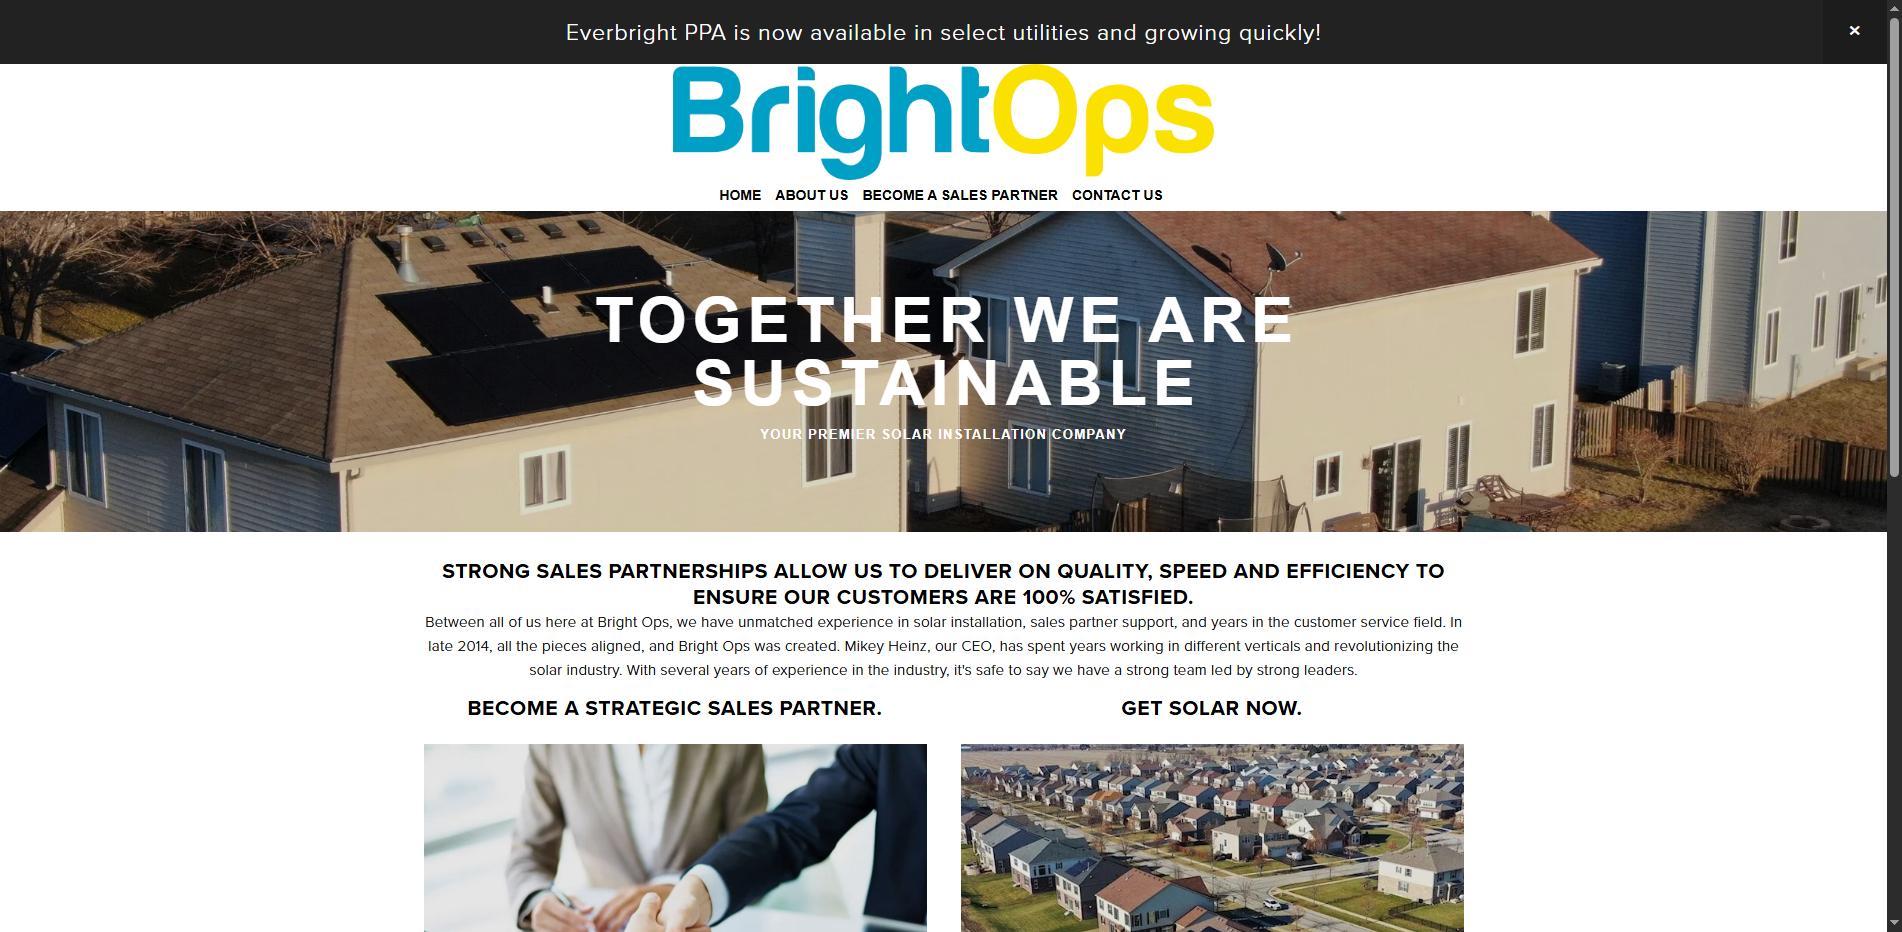 Everbright PPA is now available in select utilities and growing quickly!
×
BrightOps
HOME ABOUT US BECOME A SALES PARTNER CONTACT US
TOGETHER WE ARE
SUSTAINABLE
YOUR PREMIER SOLAR INSTALLATION COMPANY
STRONG SALES PARTNERSHIPS ALLOW US TO DELIVER ON QUALITY, SPEED AND EFFICIENCY TO
ENSURE OUR CUSTOMERS ARE 100% SATISFIED.
Between all of us here at Bright Ops, we have unmatched experience in solar installation, sales partner support, and years in the customer service field. In
late 2014, all the pieces aligned, and Bright Ops was created. Mikey Heinz, our CEO, has spent years working in different verticals and revolutionizing the
solar industry. With several years of experience in the industry, it's safe to say we have a strong team led by strong leaders.
BECOME A STRATEGIC SALES PARTNER.
GET SOLAR NOW.